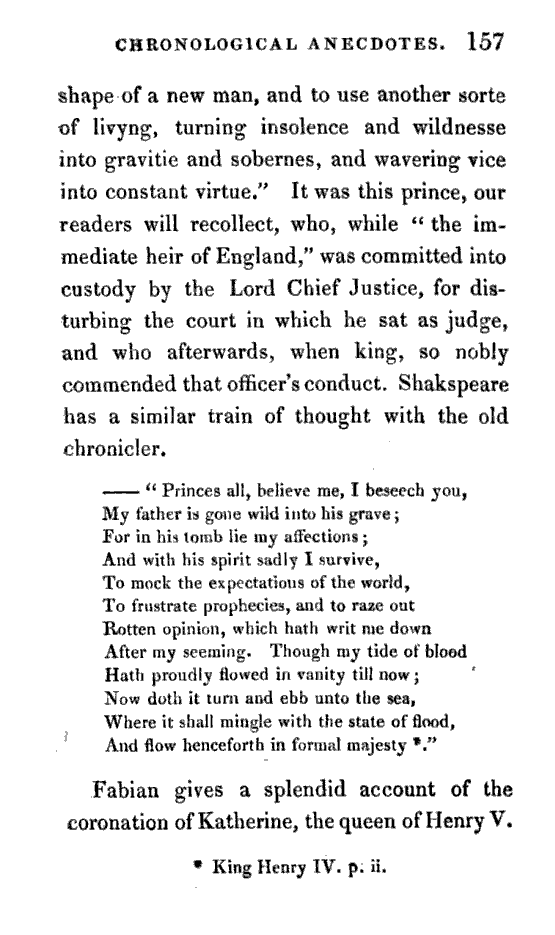 CHRONOLOGICAL ANECDOTES. 157
shape of a new man, and to use another sorte
of livyng, turning insolence and wildnesse
into gravitie and sobernes, and wavering vice
into constant virtue.” It was this prince, our
readers will recollect, who, while “ the im-
mediate heir of England,” was committed into
custody by the Lord Chief Justice, for dis-
turbing the court in which he sat as judge,
and who afterwards, when king, so nobly
commended that officer's conduct. Shakspeare
has a similar train of thought with the old
chronicler.
—— “ Princes all, believe me, I beseech you,
My father is gone wild into his grave;
For in his tomb lie my affections;
And with his spirit sadly I survive,
To mock the expectations of the world,
To frustrate prophecies, and to raze out
Rotten opinion, which hath writ me down
After my seeming. Though my tide of blood
Hath proudly flowed in vanity till now;
Now doth it turn and ebb unto the sea,
Where it shall mingle with the state of flood,
And flow henceforth in formal majesty *.”
Fabian gives a splendid account of the
coronation of Katherine, the queen of Henry V.
* King Henry IV. p. ii.